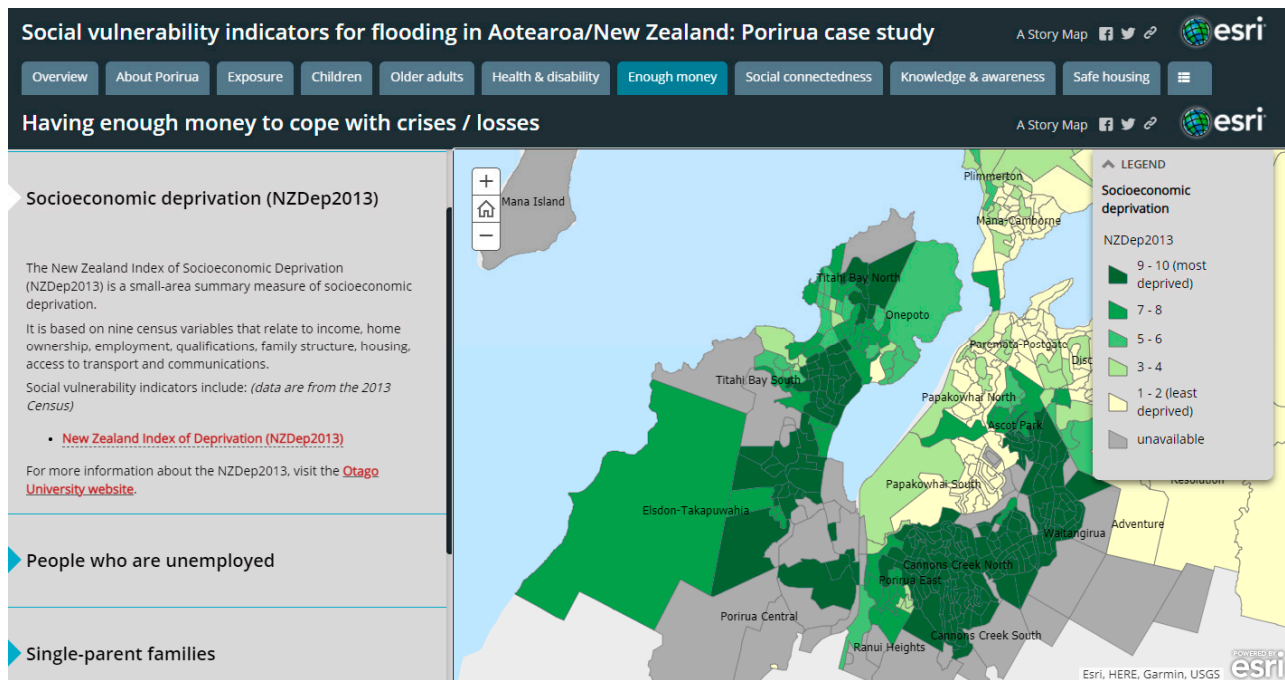 Social vulnerability indicators for flooding in Aotearoa/New Zealand: Porirua case study
A Story Map
esri
Overview
About Porirua
Exposure
Children
Older adults
Health & disability
Enough money
Social connectedness
Knowledge & awareness
Safe housing
Having enough money to cope with crises / losses
A Story Map
esri
Socioeconomic deprivation (NZDep2013)
The New Zealand Index of Socioeconomic Deprivation
(NZDep2013) is a small-area summary measure of socioeconomic
deprivation.
It is based on nine census variables that relate to income, home
ownership, employment, qualifications, family structure, housing,
access to transport and communications.
Social vulnerability indicators include: (data are from the 2013
Census)
• New Zealand Index of Deprivation (NZDep2013)
For more information about the NZDep2013, visit the Otago
University website.
People who are unemployed
Single-parent families
+
−
Mana Island
Plimmerton
Mana-Camborne
Titahi Bay North
Onepoto
Paremata-Postgate
Disc
Titahi Bay South
Papakowhai North
Ascot Park
Papakowhai South
Resolution
Elsdon-Takapuwahia
Adventure
Waitangirua
Cannons Creek North
Porirua East
Porirua Central
Cannons Creek South
Ranui Heights
LEGEND
Socioeconomic
deprivation
NZDep2013
9 - 10 (most
deprived)
7 - 8
5 - 6
3 - 4
1 - 2 (least
deprived)
unavailable
Esri, HERE, Garmin, USGS
POWERED BY
esri